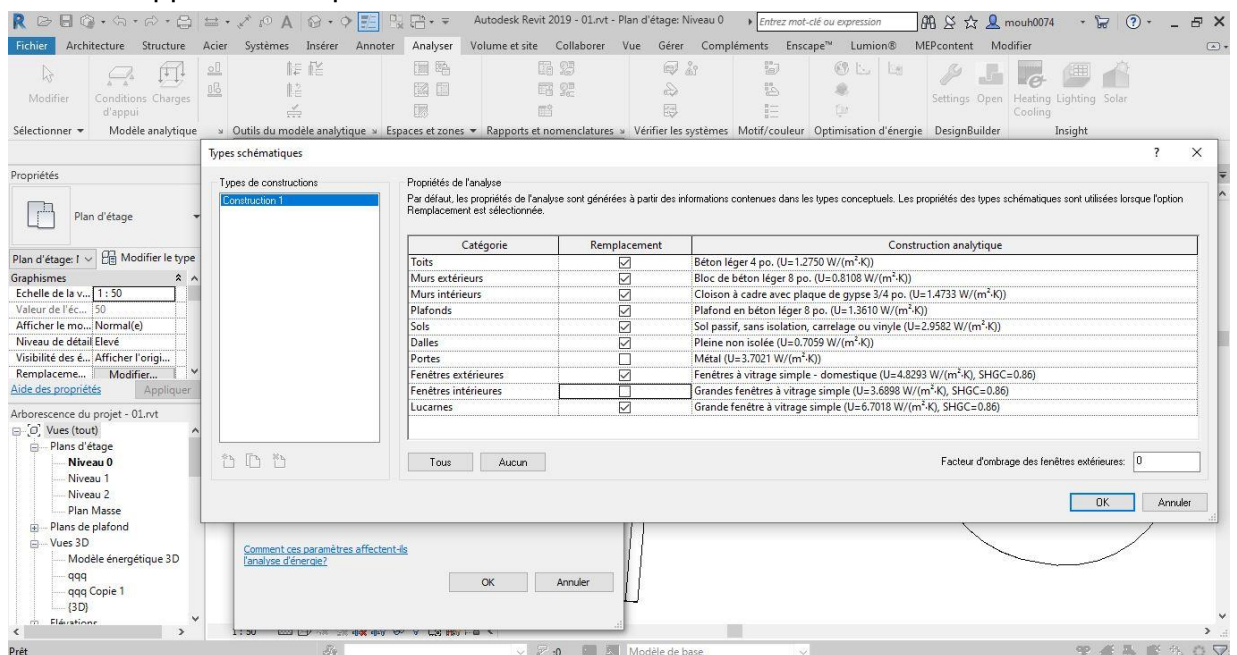 Autodesk Revit 2019 - 01.rvt - Plan d'étage: Niveau 0 Entrez mot-clé ou expression mouh0074
Fichier Architecture Structure Acier Systèmes Insérer Annoter Analyser Volume et site Collaborer Vue Gérer Compléments Enscape™ Lumion® MEPcontent Modifier
Modifier Conditions d'appui Charges Settings Open Heating Cooling Lighting Solar
Sélectionner Modèle analytique Outils du modèle analytique Espaces et zones Rapports et nomenclatures Vérifier les systèmes Motif/couleur Optimisation d'énergie DesignBuilder Insight
Propriétés
Plan d'étage
Plan d'étage: Modifier le type
Graphismes
Echelle de la v... 1 : 50
Valeur de l'éc... 50
Afficher le mo... Normal(e)
Niveau de détail Elevé
Visibilité des é... Afficher l'origi...
Remplaceme... Modifier...
Aide des propriétés Appliquer
Arborescence du projet - 01.rvt
Vues (tout)
Plans d'étage
Niveau 0
Niveau 1
Niveau 2
Plan Masse
Plans de plafond
Vues 3D
Modèle énergétique 3D
qqq
qqq Copie 1
{3D}
Types schématiques
Types de constructions
Construction 1
Propriétés de l'analyse
Par défaut, les propriétés de l'analyse sont générées à partir des informations contenues dans les types conceptuels. Les propriétés des types schématiques sont utilisées lorsque l'option
Remplacement est sélectionnée.
Catégorie Remplacement Construction analytique
Toits Béton léger 4 po. (U=1.2750 W/(m²·K))
Murs extérieurs Bloc de béton léger 8 po. (U=0.8108 W/(m²·K))
Murs intérieurs Cloison à cadre avec plaque de gypse 3/4 po. (U=1.4733 W/(m²·K))
Plafonds Plafond en béton léger 8 po. (U=1.3610 W/(m²·K))
Sols Sol passif, sans isolation, carrelage ou vinyle (U=2.9582 W/(m²·K))
Dalles Pleine non isolée (U=0.7059 W/(m²·K))
Portes Métal (U=3.7021 W/(m²·K))
Fenêtres extérieures Fenêtres à vitrage simple - domestique (U=4.8293 W/(m²·K), SHGC=0.86)
Fenêtres intérieures Grandes fenêtres à vitrage simple (U=3.6898 W/(m²·K), SHGC=0.86)
Lucarnes Grande fenêtre à vitrage simple (U=6.7018 W/(m²·K), SHGC=0.86)
Tous Aucun Facteur d'ombrage des fenêtres extérieures: 0
OK Annuler
Comment ces paramètres affectent-ils
l'analyse d'énergie?
OK Annuler
1 : 50
Prêt :0 Modèle de base